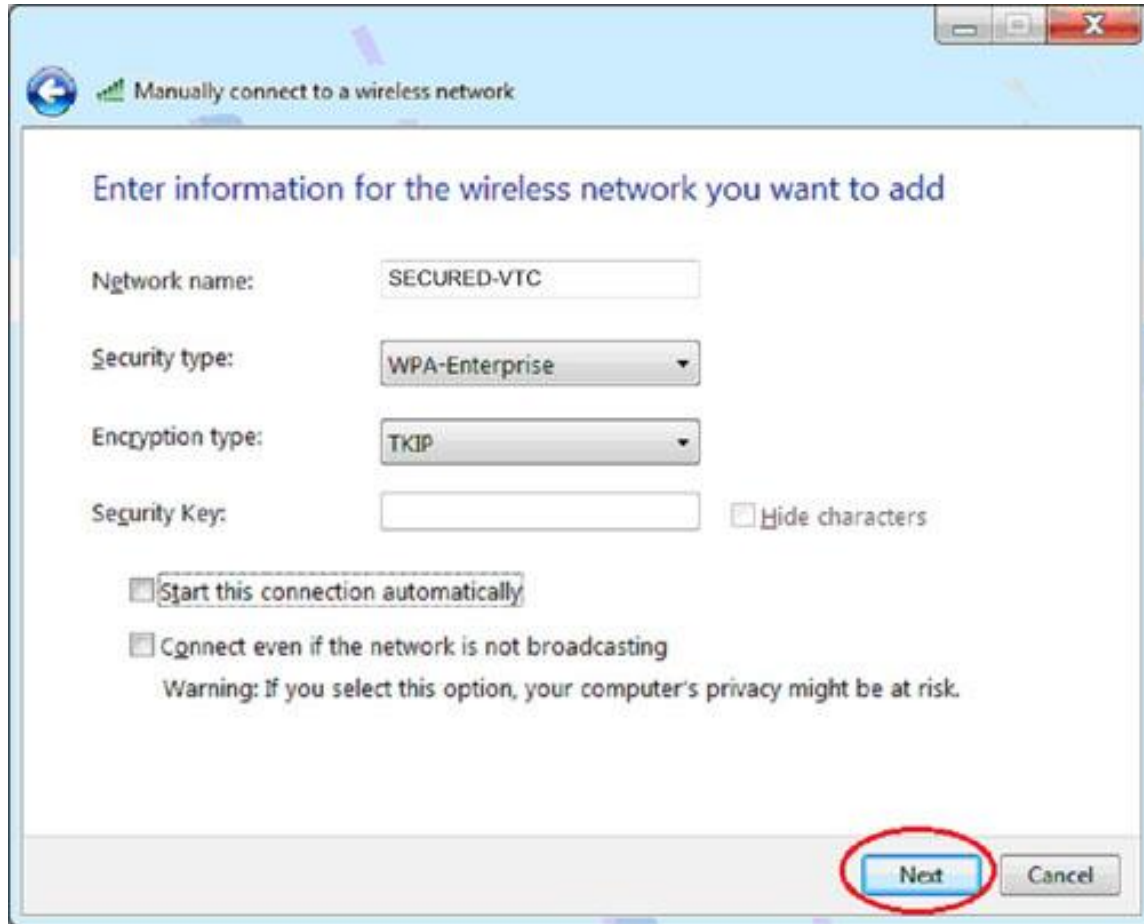 Manually connect to a wireless network
Enter information for the wireless network you want to add
Network name: SECURED-VTC
Security type: WPA-Enterprise
Encryption type: TKIP
Security Key: Hide characters
Start this connection automatically
Connect even if the network is not broadcasting
Warning: If you select this option, your computer's privacy might be at risk.
Next Cancel